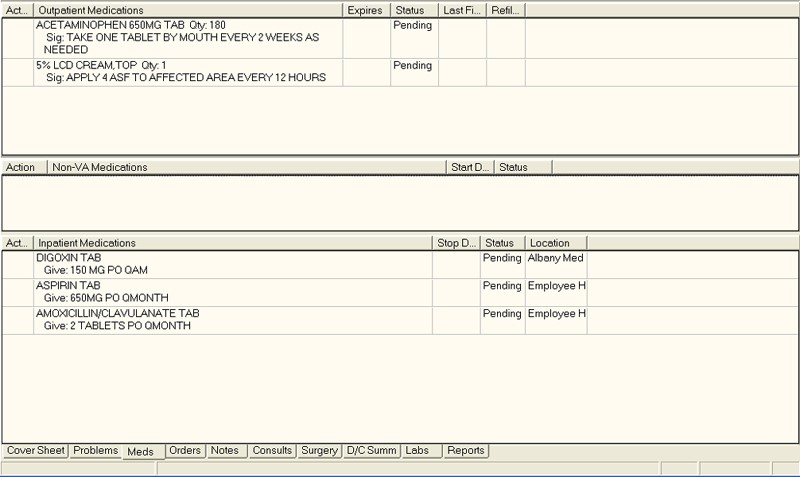 Act... Outpatient Medications Expires Status Last Fi... Refil...
ACETAMINOPHEN 650MG TAB Qty: 180 Pending
Sig: TAKE ONE TABLET BY MOUTH EVERY 2 WEEKS AS
NEEDED
5% LCD CREAM,TOP Qty: 1 Pending
Sig: APPLY 4 ASF TO AFFECTED AREA EVERY 12 HOURS
Action Non-VA Medications Start D... Status
Act... Inpatient Medications Stop D... Status Location
DIGOXIN TAB Pending Albany Med
Give: 150 MG PO QAM
ASPIRIN TAB Pending Employee H
Give: 650MG PO QMONTH
AMOXICILLIN/CLAVULANATE TAB Pending Employee H
Give: 2 TABLETS PO QMONTH
Cover Sheet Problems Meds Orders Notes Consults Surgery D/C Summ Labs Reports